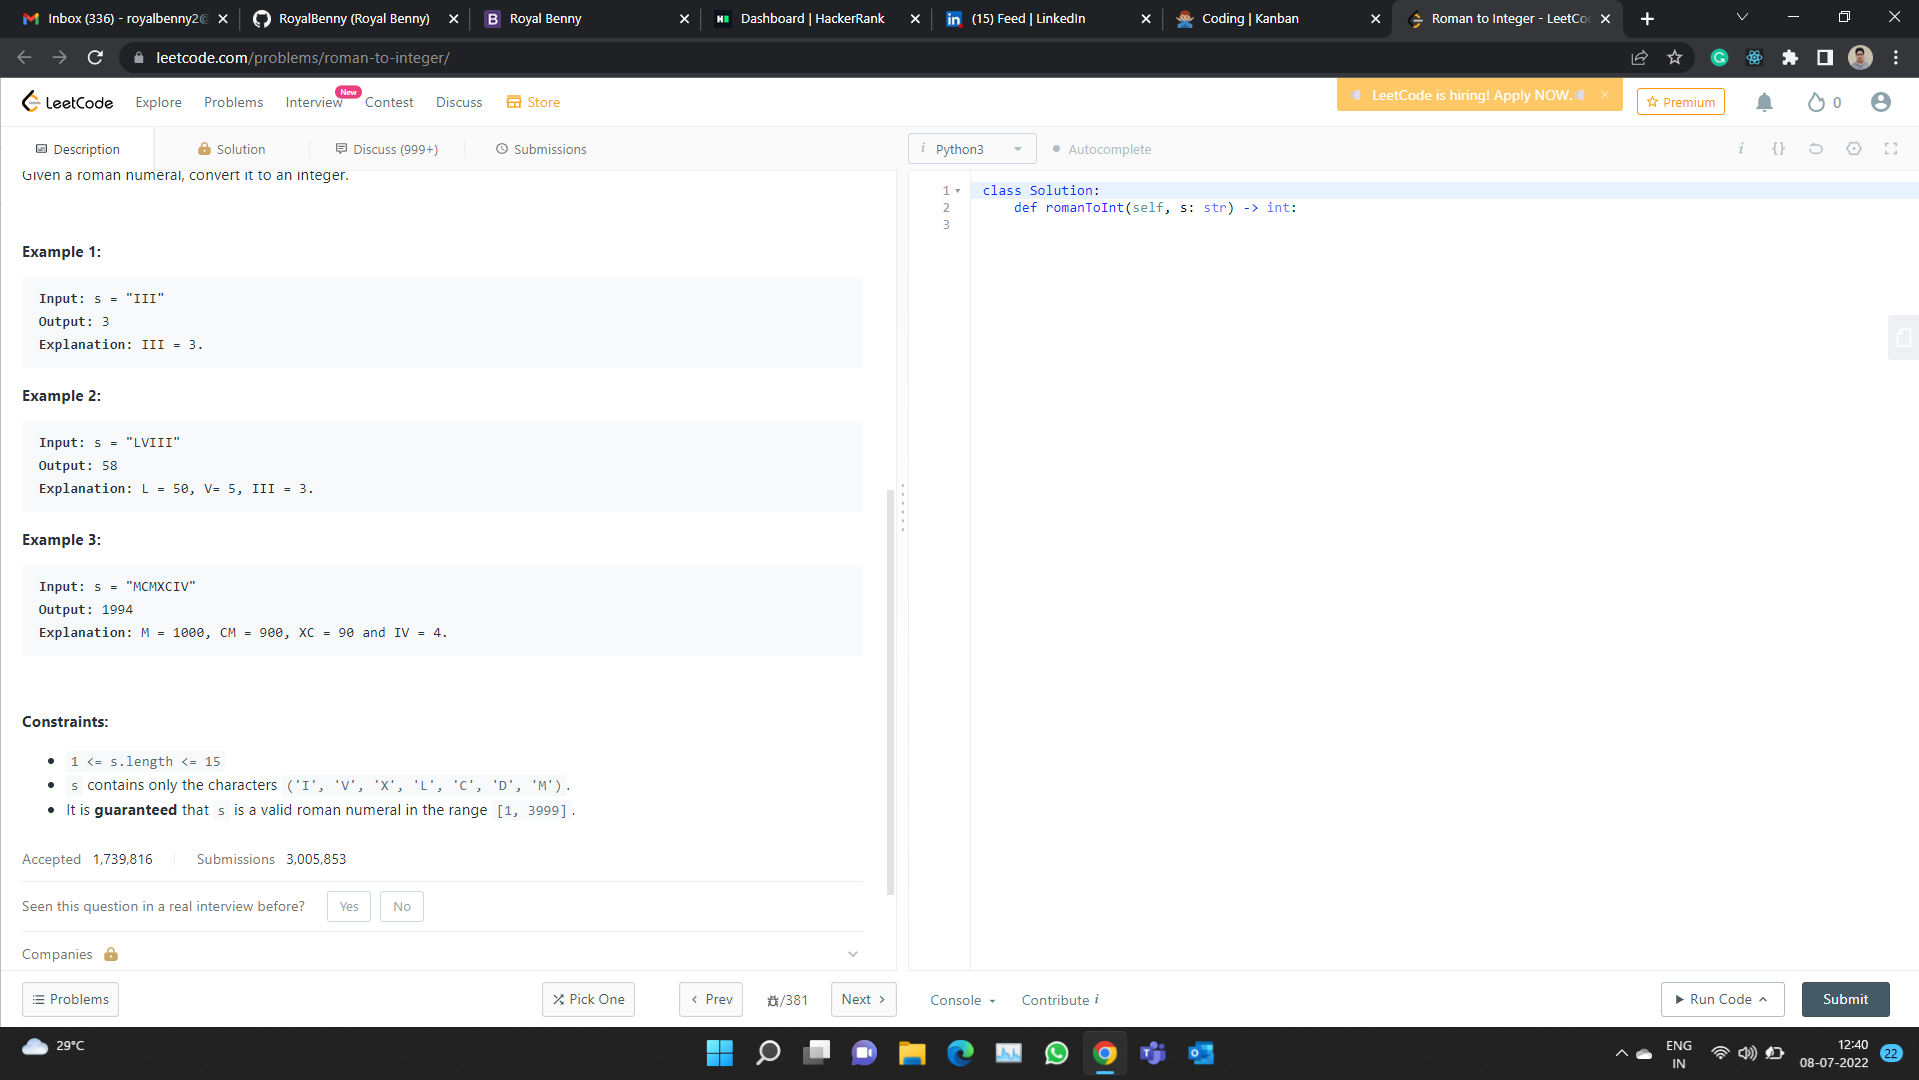 Inbox (336) - royalbenny2@
RoyalBenny (Royal Benny)
Royal Benny
Dashboard | HackerRank
(15) Feed | LinkedIn
Coding | Kanban
Roman to Integer - LeetCo
leetcode.com/problems/roman-to-integer/
LeetCode
Explore
Problems
Interview
New
Contest
Discuss
Store
LeetCode is hiring! Apply NOW.
Premium
0
Description
Solution
Discuss (999+)
Submissions
Python3
Autocomplete
Given a roman numeral, convert it to an integer.
Example 1:
Input: s = "III"
Output: 3
Explanation: III = 3.
Example 2:
Input: s = "LVIII"
Output: 58
Explanation: L = 50, V= 5, III = 3.
Example 3:
Input: s = "MCMXCIV"
Output: 1994
Explanation: M = 1000, CM = 900, XC = 90 and IV = 4.
Constraints:
1 <= s.length <= 15
s contains only the characters ('I', 'V', 'X', 'L', 'C', 'D', 'M').
It is guaranteed that s is a valid roman numeral in the range [1, 3999].
Accepted 1,739,816 Submissions 3,005,853
Seen this question in a real interview before? Yes No
Companies
1 class Solution:
2 def romanToInt(self, s: str) -> int:
3
Problems
Pick One
Prev
/381
Next
Console
Contribute i
Run Code
Submit
29°C
ENG
IN
12:40
08-07-2022
22